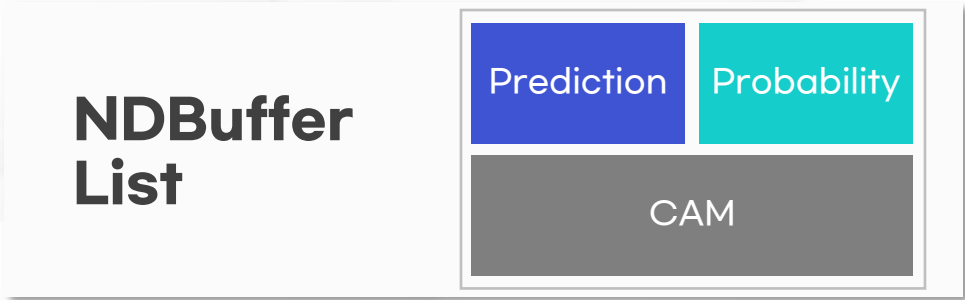 NDBuffer
List
Prediction
Probability
CAM